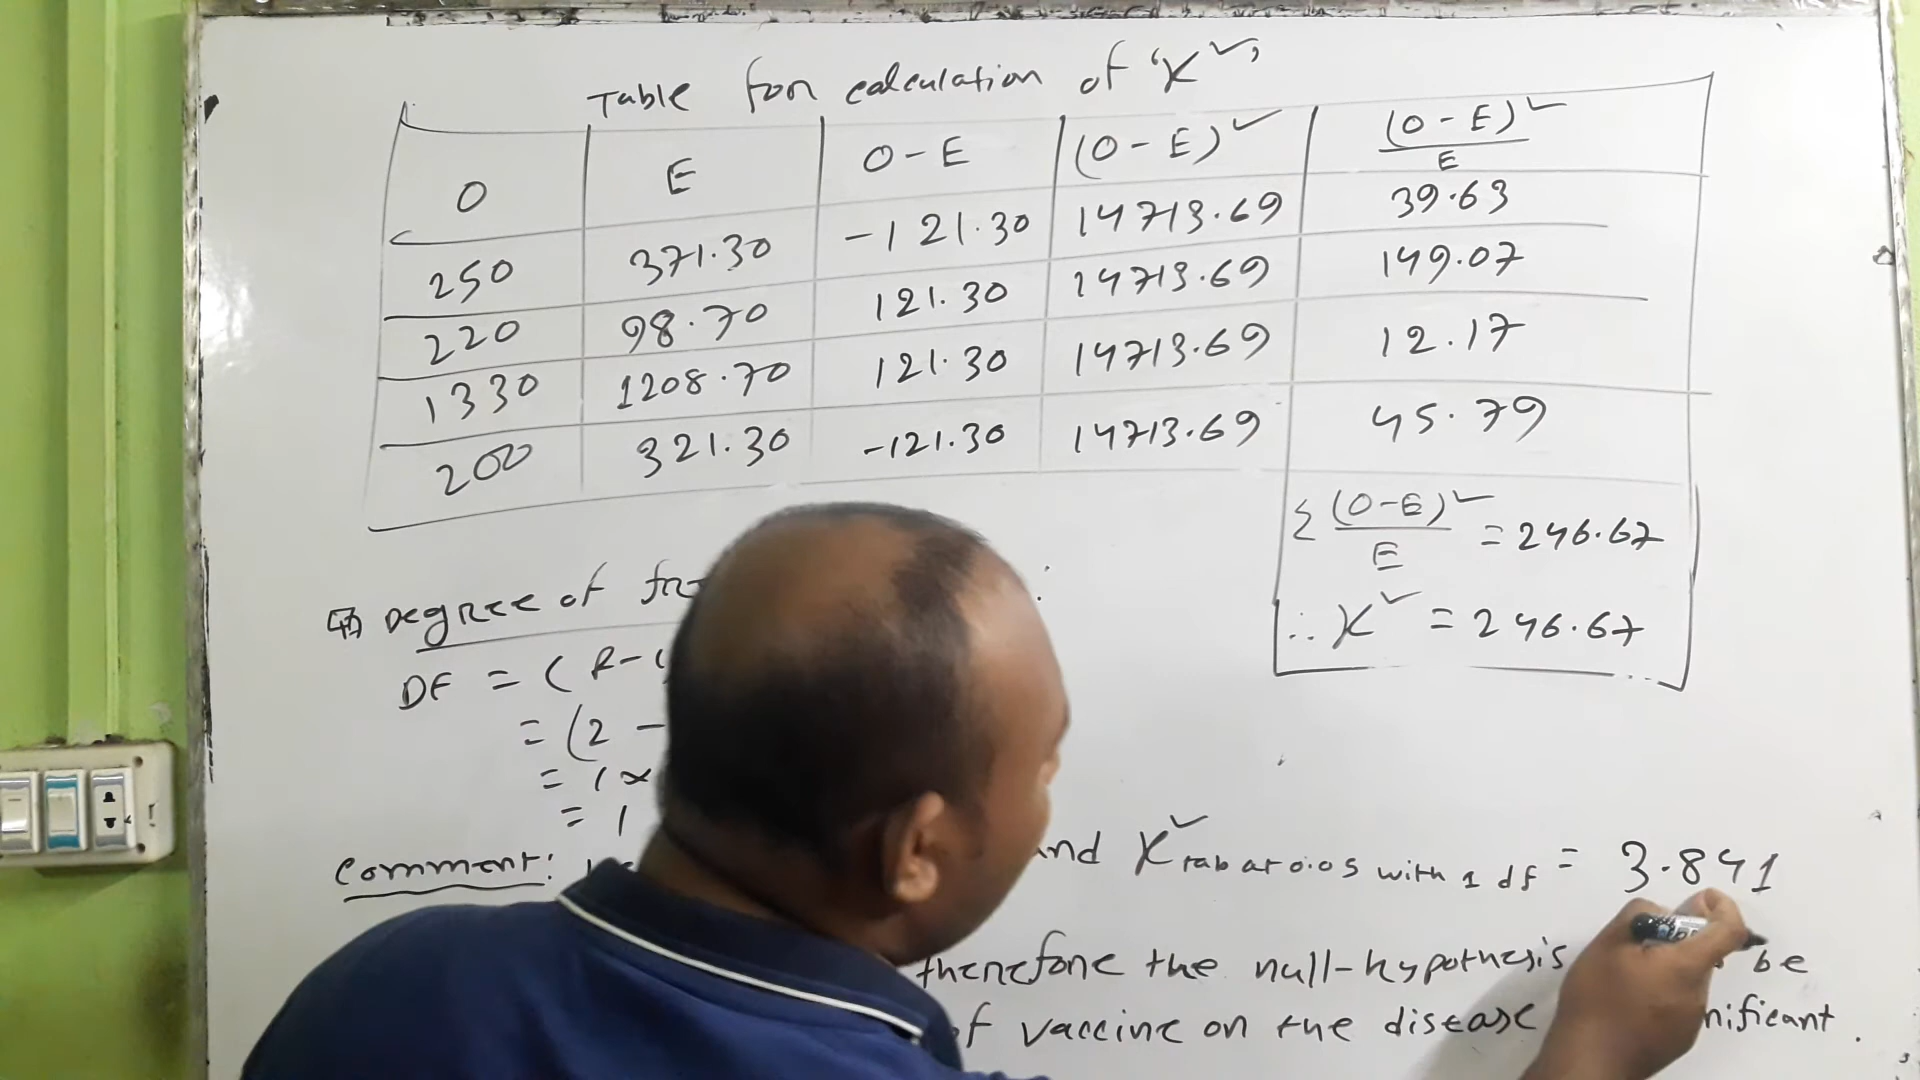 Table for calculation of 'χ²'
O E O-E (O-E)² (O-E)²/E
250 371.30 -121.30 14713.69 39.63
220 98.70 121.30 14713.69 149.07
1330 1208.70 121.30 14713.69 12.17
200 321.30 -121.30 14713.69 45.79
Σ (O-E)²/E = 246.67
∴ χ² = 246.67
Degree of
DF = (R-1
= (2 -
= 1×
= 1
Comment: and χ² tab at 0.05 with 1 df = 3.841
therefore the null-hypothesis be
of vaccine on the disease